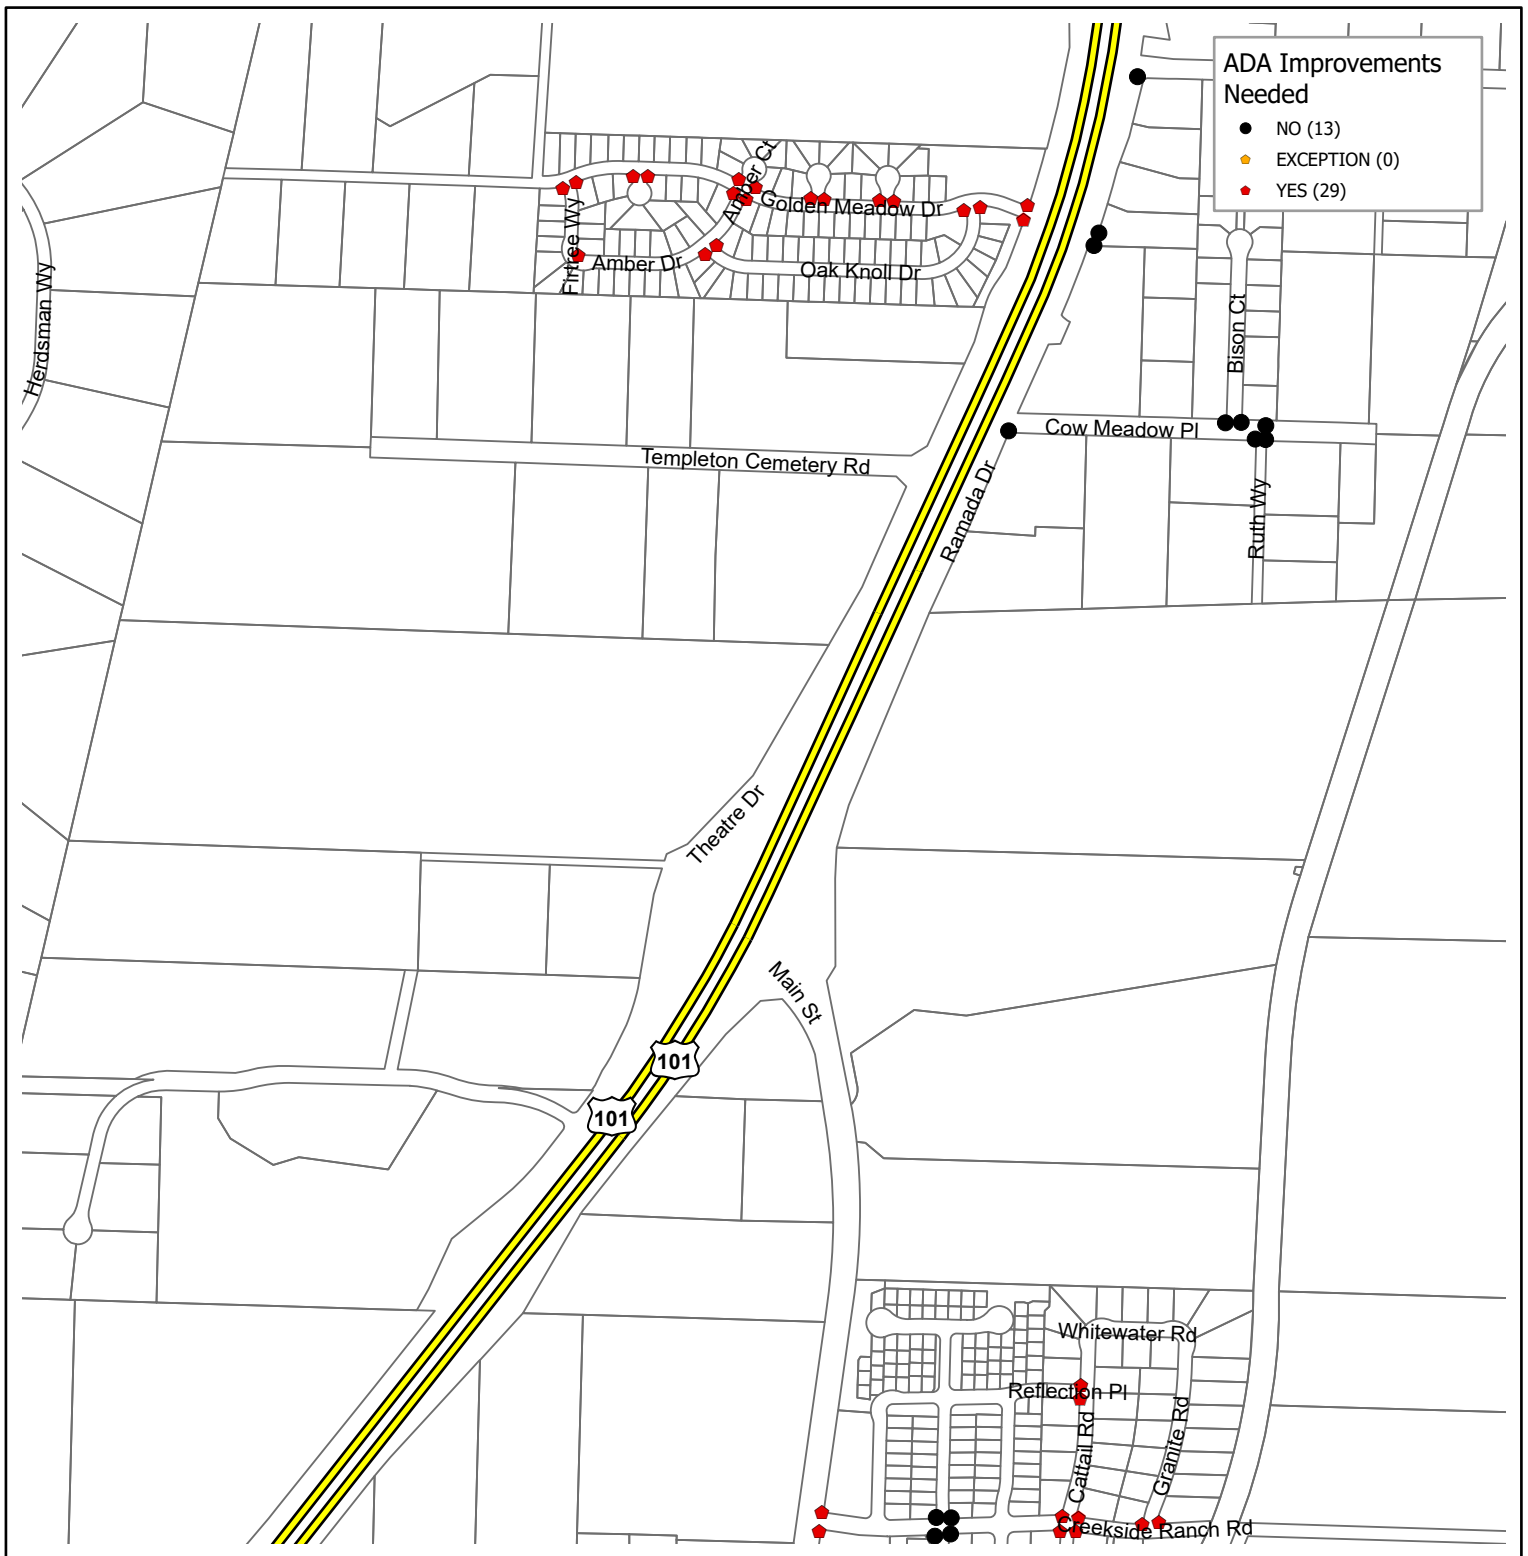 ADA Improvements
Needed
NO (13)
EXCEPTION (0)
YES (29)
Amber Ct
Golden Meadow Dr
Firtree Wy
Amber Dr
Oak Knoll Dr
Herdsman Wy
Bison Ct
Cow Meadow Pl
Templeton Cemetery Rd
Ramada Dr
Ruth Wy
Theatre Dr
Main St
101
101
Whitewater Rd
Reflection Pl
Cattail Rd
Granite Rd
Creekside Ranch Rd